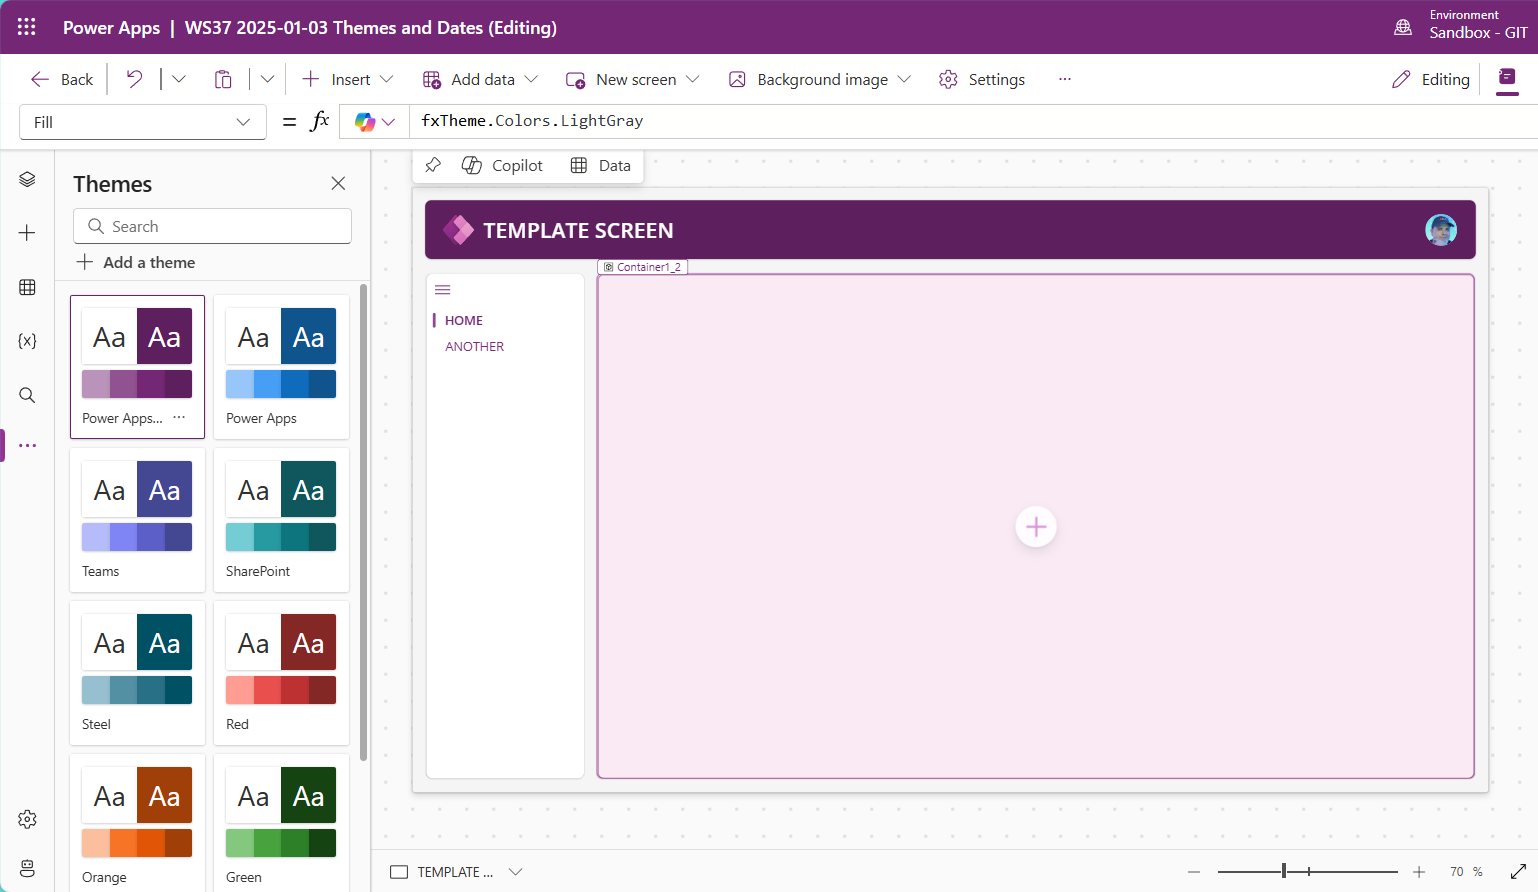 Power Apps | WS37 2025-01-03 Themes and Dates (Editing)
Environment
Sandbox - GIT
Back
Insert
Add data
New screen
Background image
Settings
...
Editing
Fill
= fx
fxTheme.Colors.LightGray
Themes
Search
Add a theme
Aa Aa
Power Apps... ...
Aa Aa
Power Apps
Aa Aa
Teams
Aa Aa
SharePoint
Aa Aa
Steel
Aa Aa
Red
Aa Aa
Orange
Aa Aa
Green
Copilot
Data
TEMPLATE SCREEN
Container1_2
HOME
ANOTHER
TEMPLATE ...
70 %